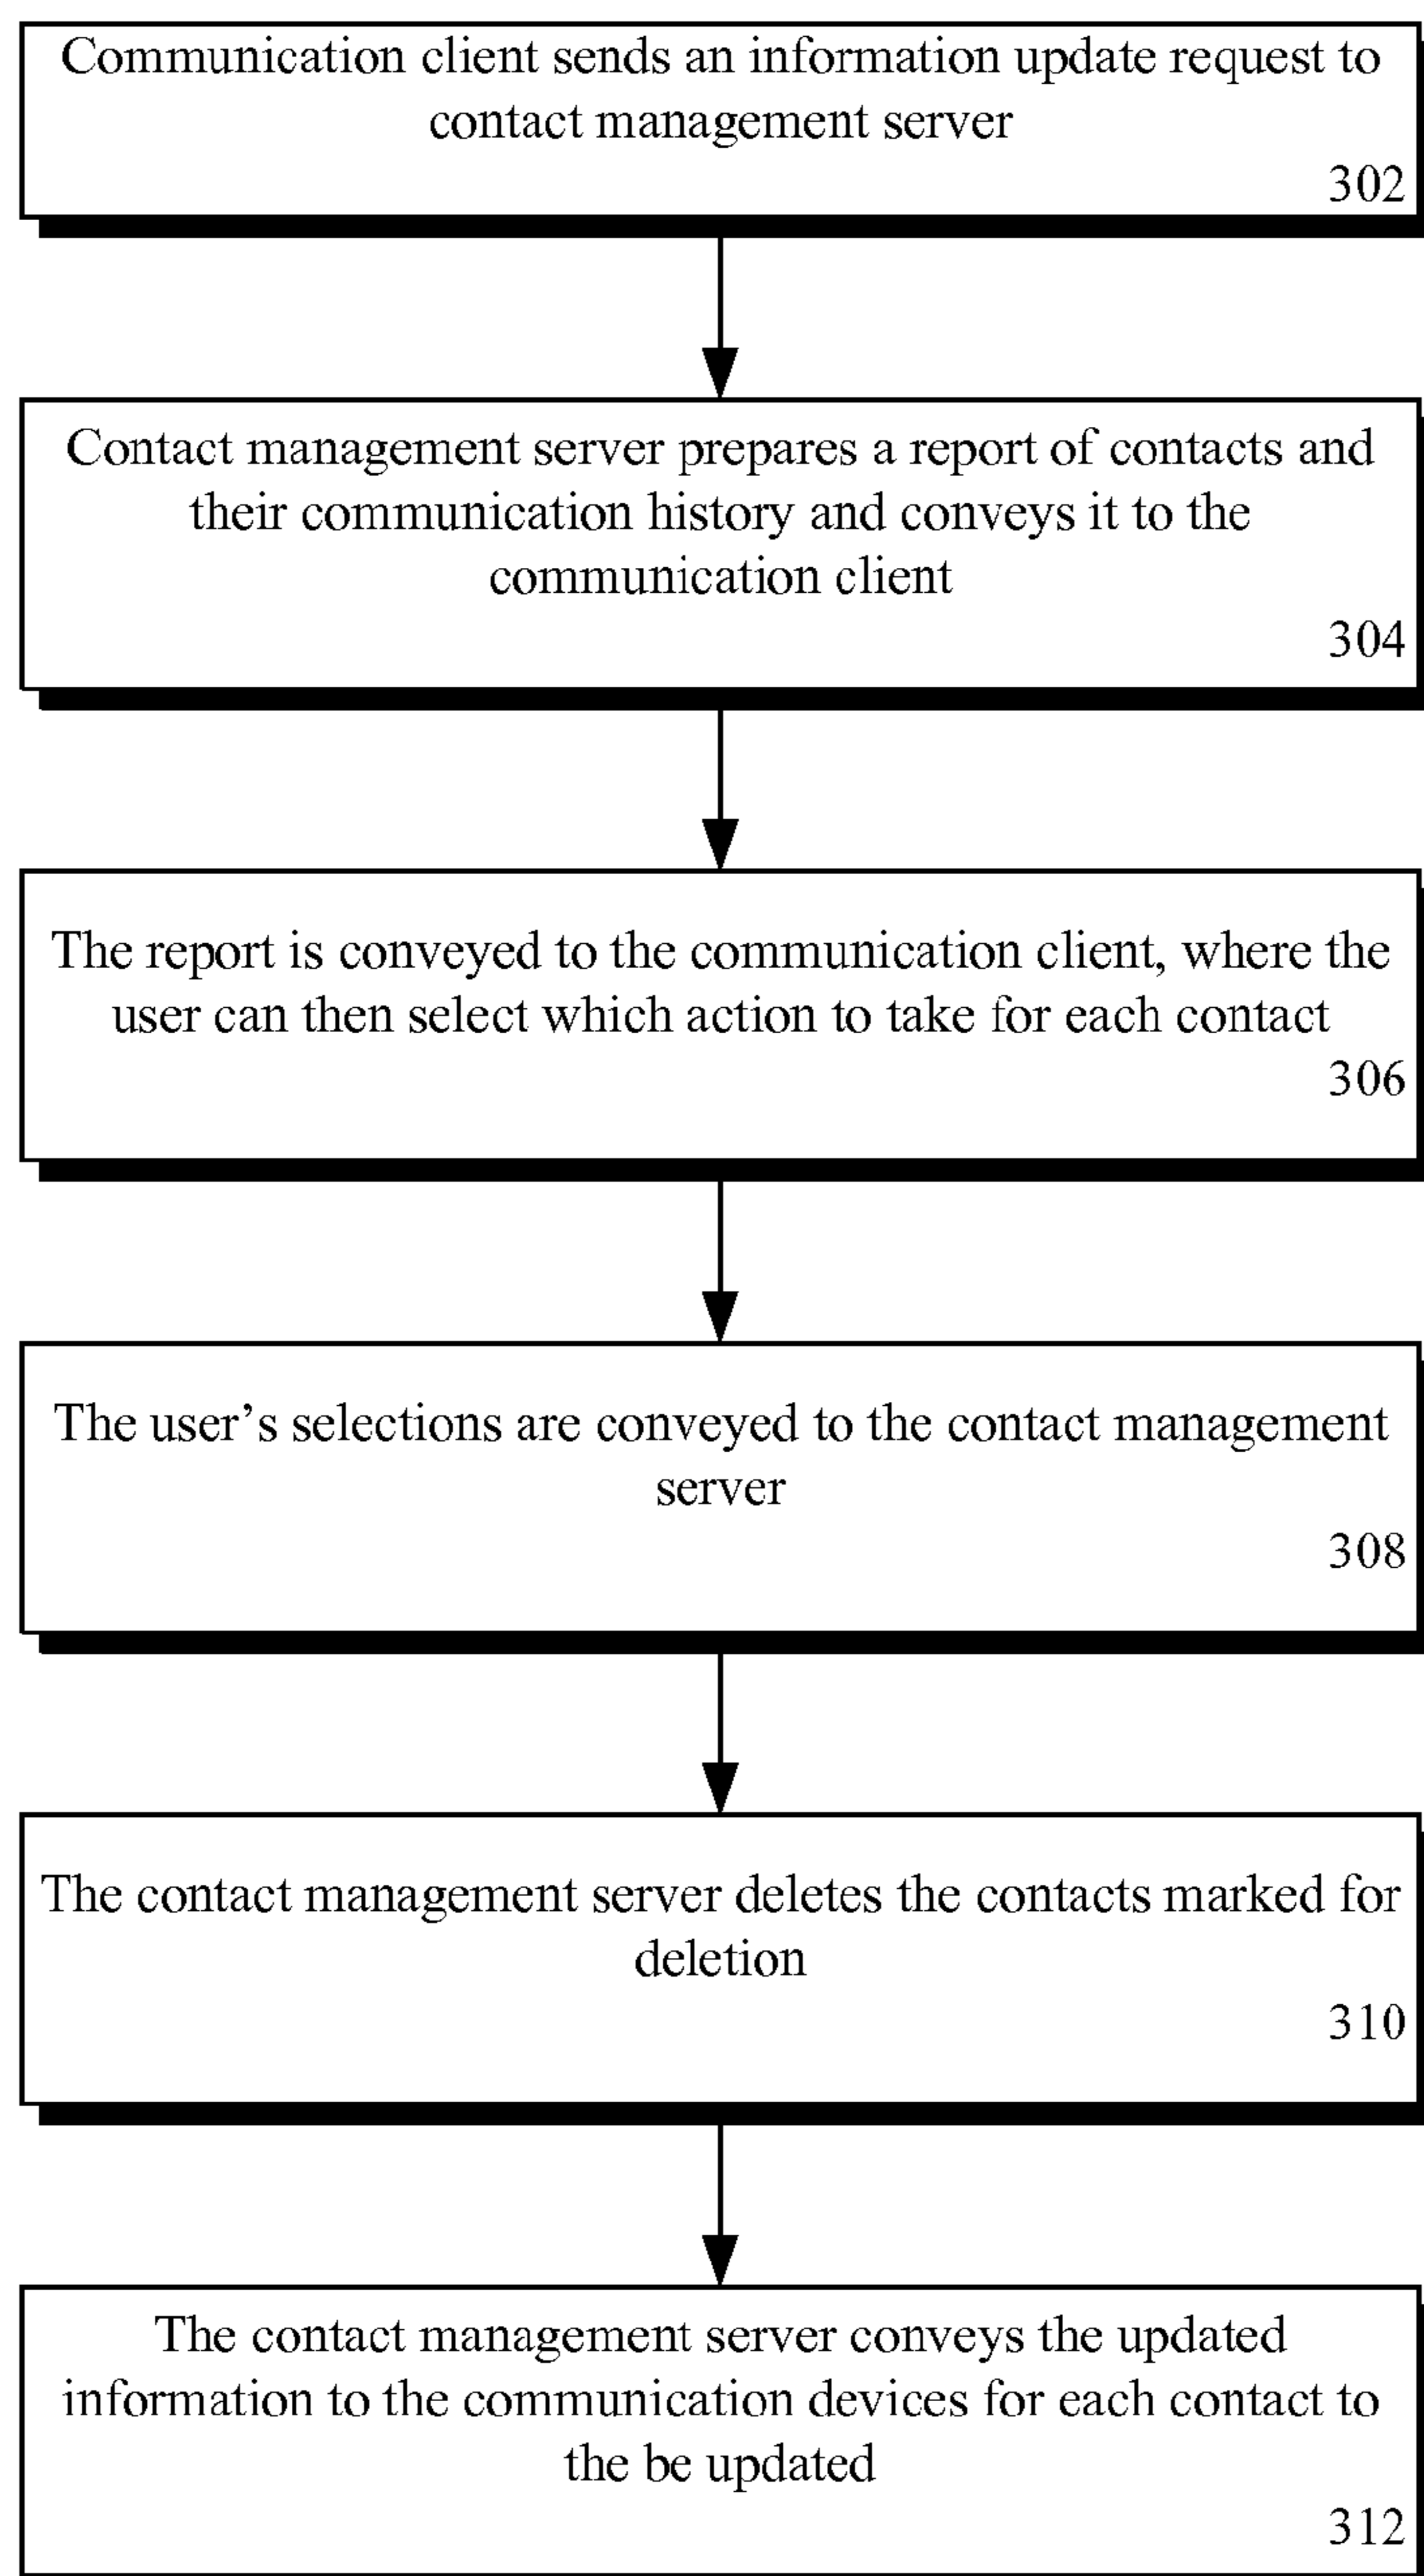 Communication client sends an information update request to
contact management server
302
Contact management server prepares a report of contacts and
their communication history and conveys it to the
communication client
304
The report is conveyed to the communication client, where the
user can then select which action to take for each contact
306
The user’s selections are conveyed to the contact management
server
308
The contact management server deletes the contacts marked for
deletion
310
The contact management server conveys the updated
information to the communication devices for each contact to
the be updated
312